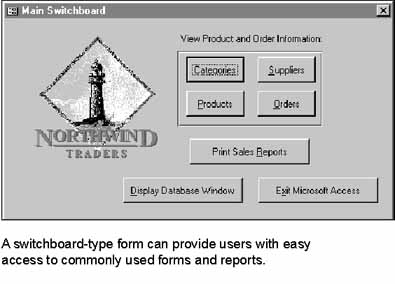 Main Switchboard
View Product and Order Information:
Categories
Suppliers
Products
Orders
NORTHWIND
TRADERS
Print Sales Reports
Display Database Window
Exit Microsoft Access
A switchboard-type form can provide users with easy
access to commonly used forms and reports.